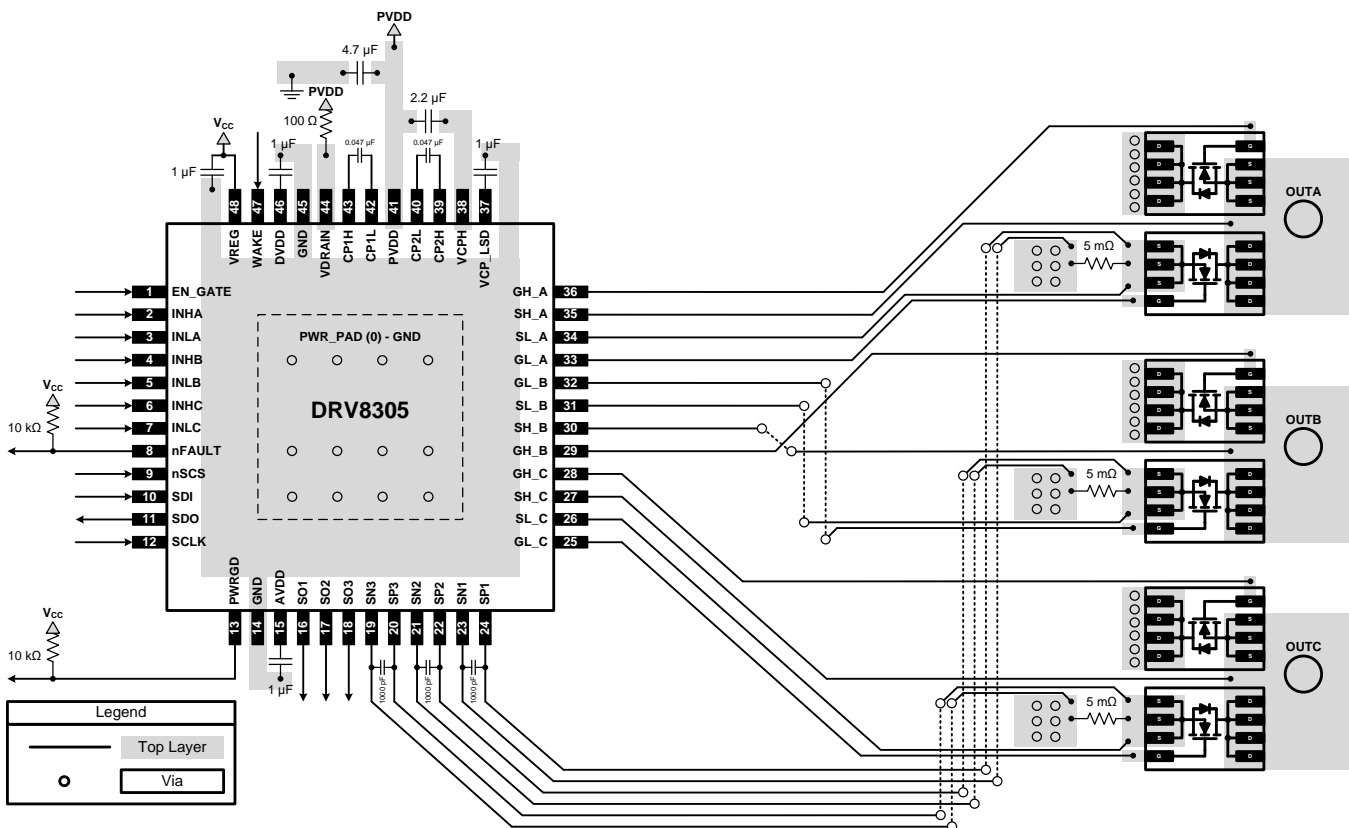 PVDD
4.7 µF
PVDD
2.2 µF
100 Ω
VCC
1 µF
0.047 µF
0.047 µF
1 µF
1 µF
48
47
46
45
44
43
42
41
40
39
38
37
VREG
WAKE
DVDD
GND
VDRAIN
CP1H
CP1L
PVDD
CP2L
CP2H
VCPH
VCP_LSD
1 EN_GATE
2 INHA
3 INLA
4 INHB
5 INLB
6 INHC
7 INLC
8 nFAULT
9 nSCS
10 SDI
11 SDO
12 SCLK
VCC
10 kΩ
PWR_PAD (0) - GND
DRV8305
GH_A 36
SH_A 35
SL_A 34
GL_A 33
GL_B 32
SL_B 31
SH_B 30
GH_B 29
GH_C 28
SH_C 27
SL_C 26
GL_C 25
PWRGD
GND
AVDD
SO1
SO2
SO3
SN3
SP3
SN2
SP2
SN1
SP1
13
14
15
16
17
18
19
20
21
22
23
24
VCC
10 kΩ
1 µF
1000 pF
1000 pF
1000 pF
D G
D S
D S
D S
OUTA
5 mΩ
S D
S D
S D
G D
D G
D S
D S
D S
OUTB
5 mΩ
S D
S D
S D
G D
D G
D S
D S
D S
OUTC
5 mΩ
S D
S D
S D
G D
Legend
Top Layer
Via